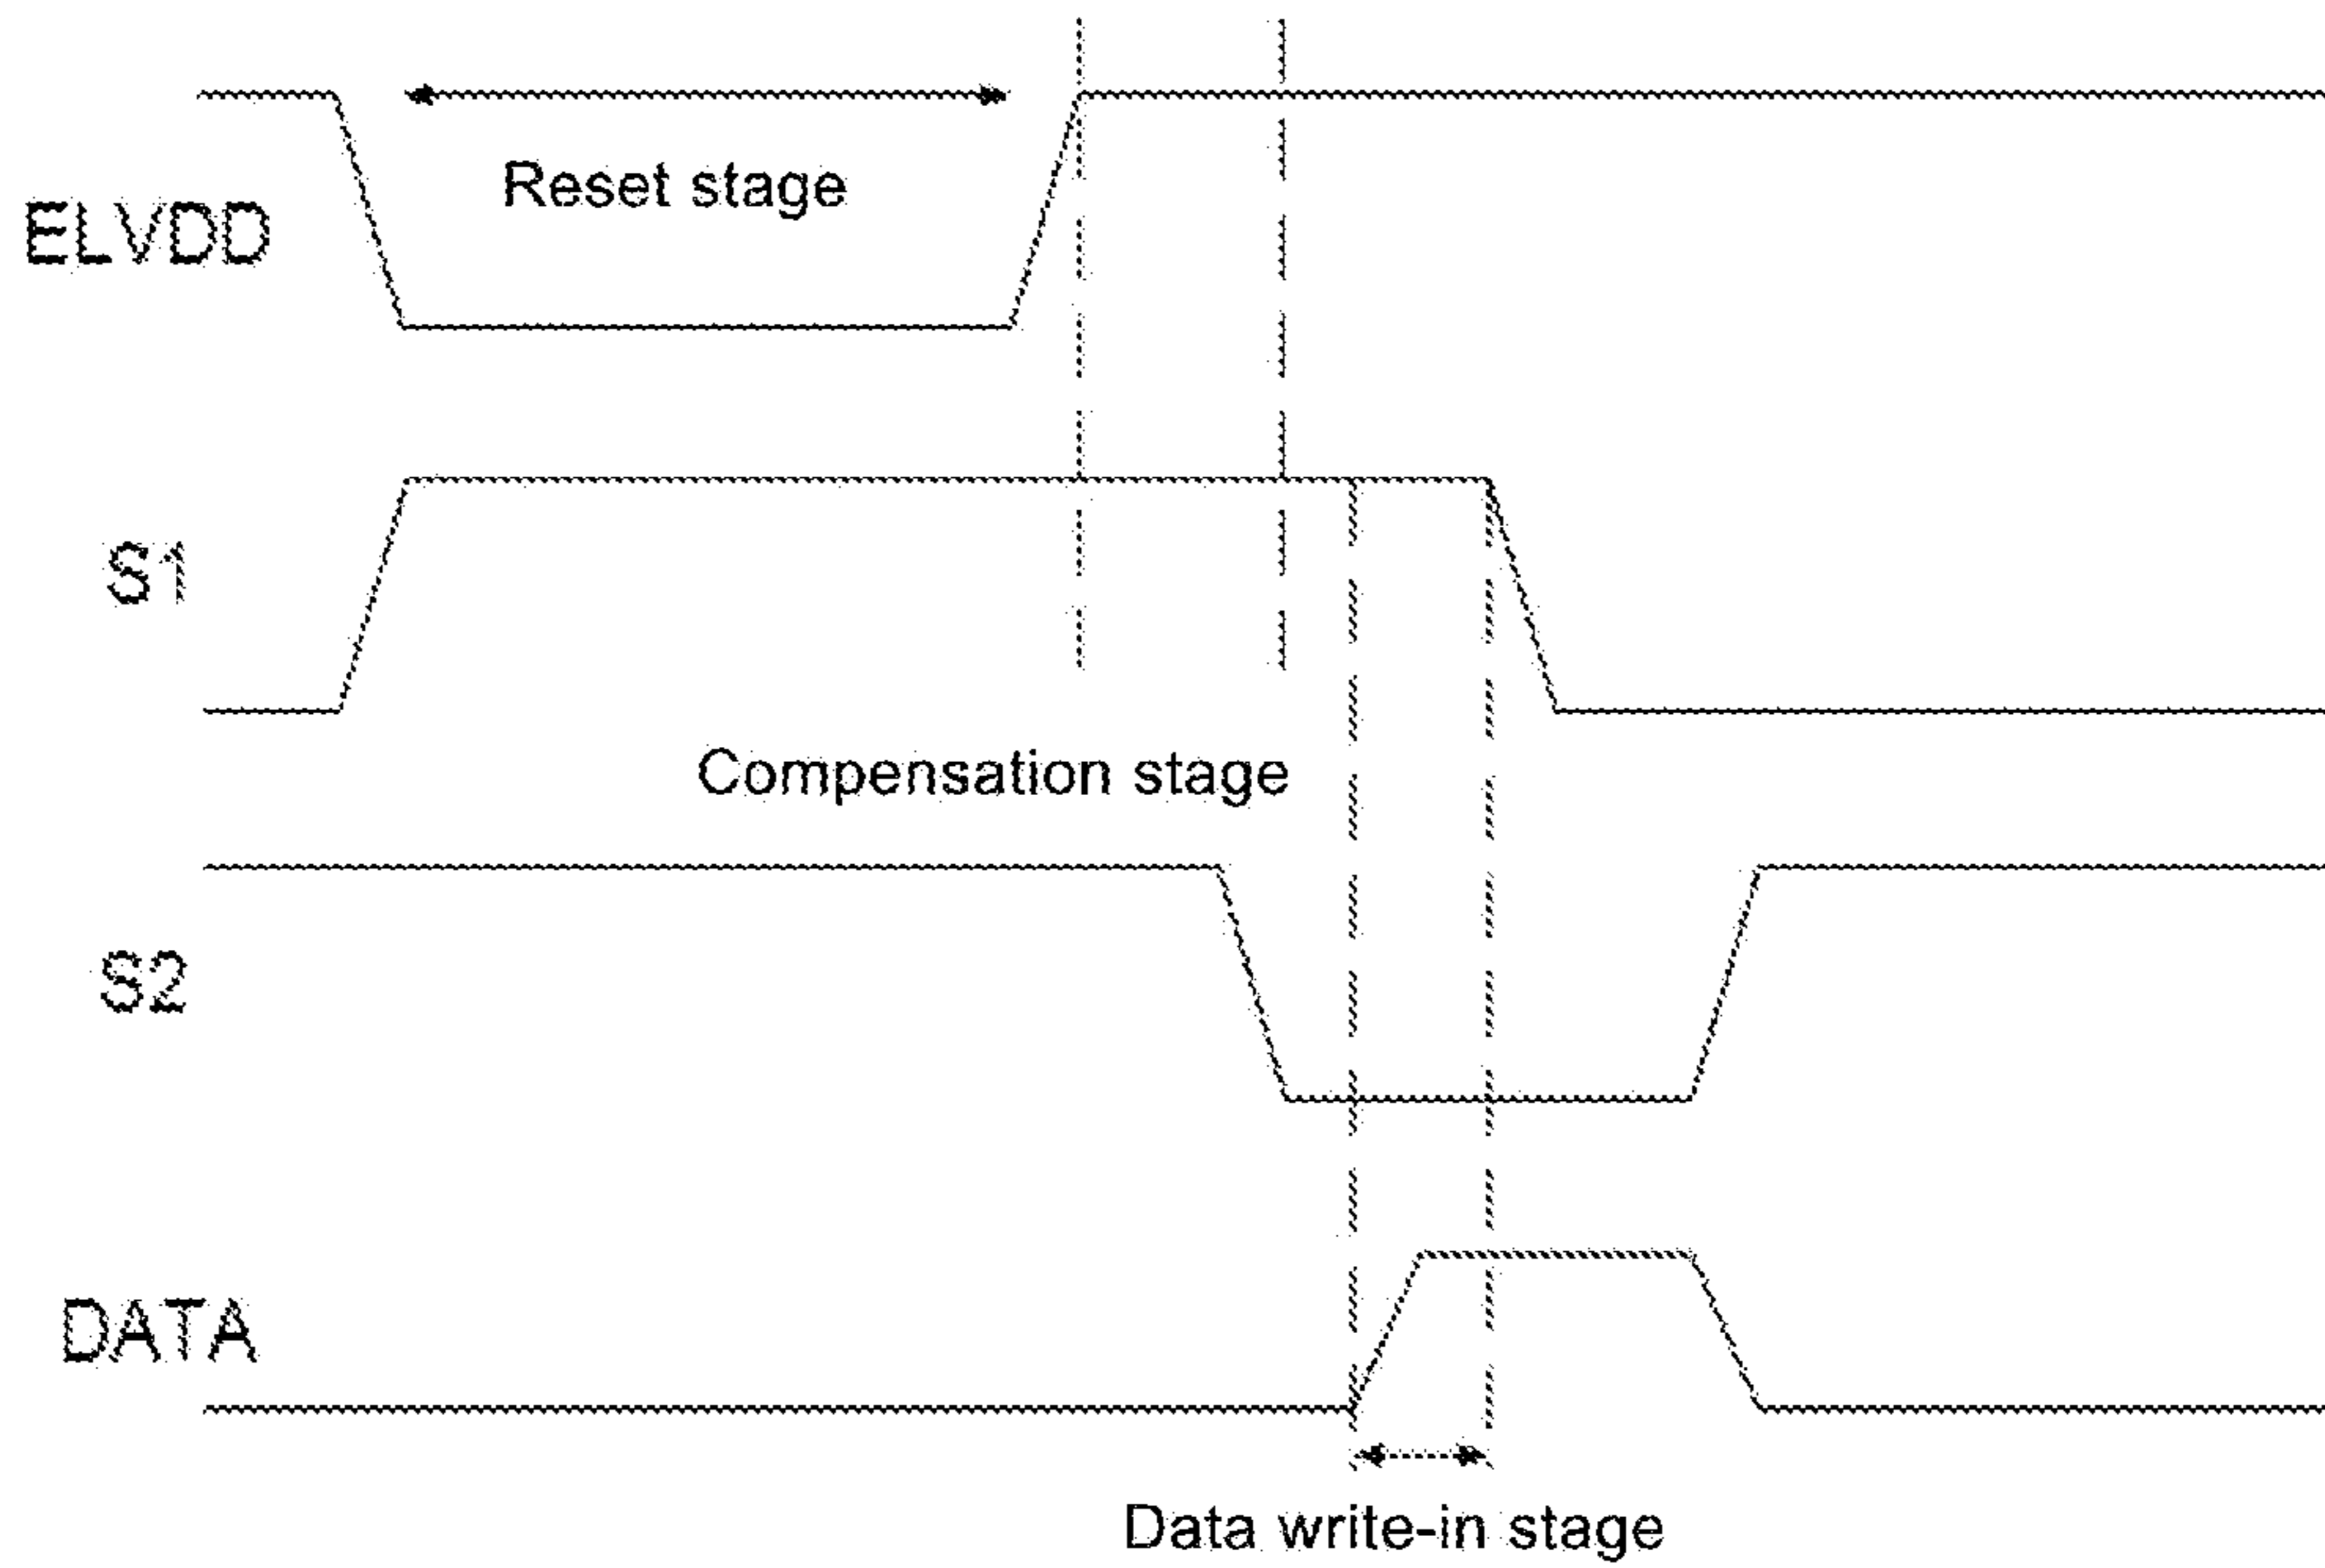 Reset stage
ELVDD
S1
Compensation stage
S2
DATA
Data write-in stage